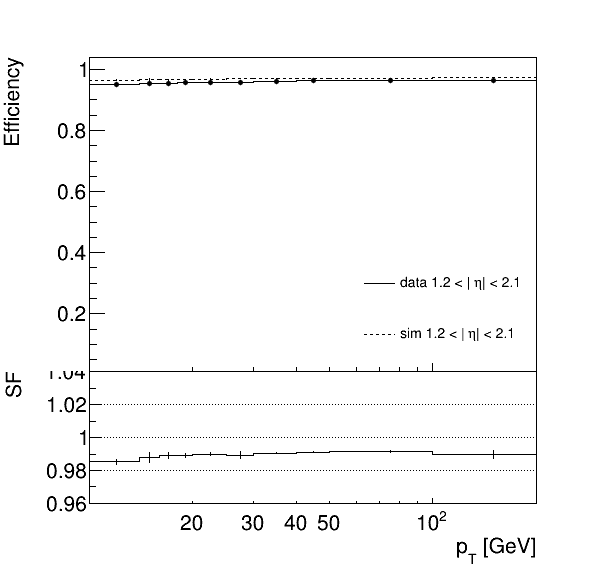 Efficiency
1
0.8
0.6
0.4
0.2
data 1.2 < | η| < 2.1
sim 1.2 < | η| < 2.1
SF
1.04
1.02
1
0.98
0.96
20 30 40 50 10²
p_T [GeV]